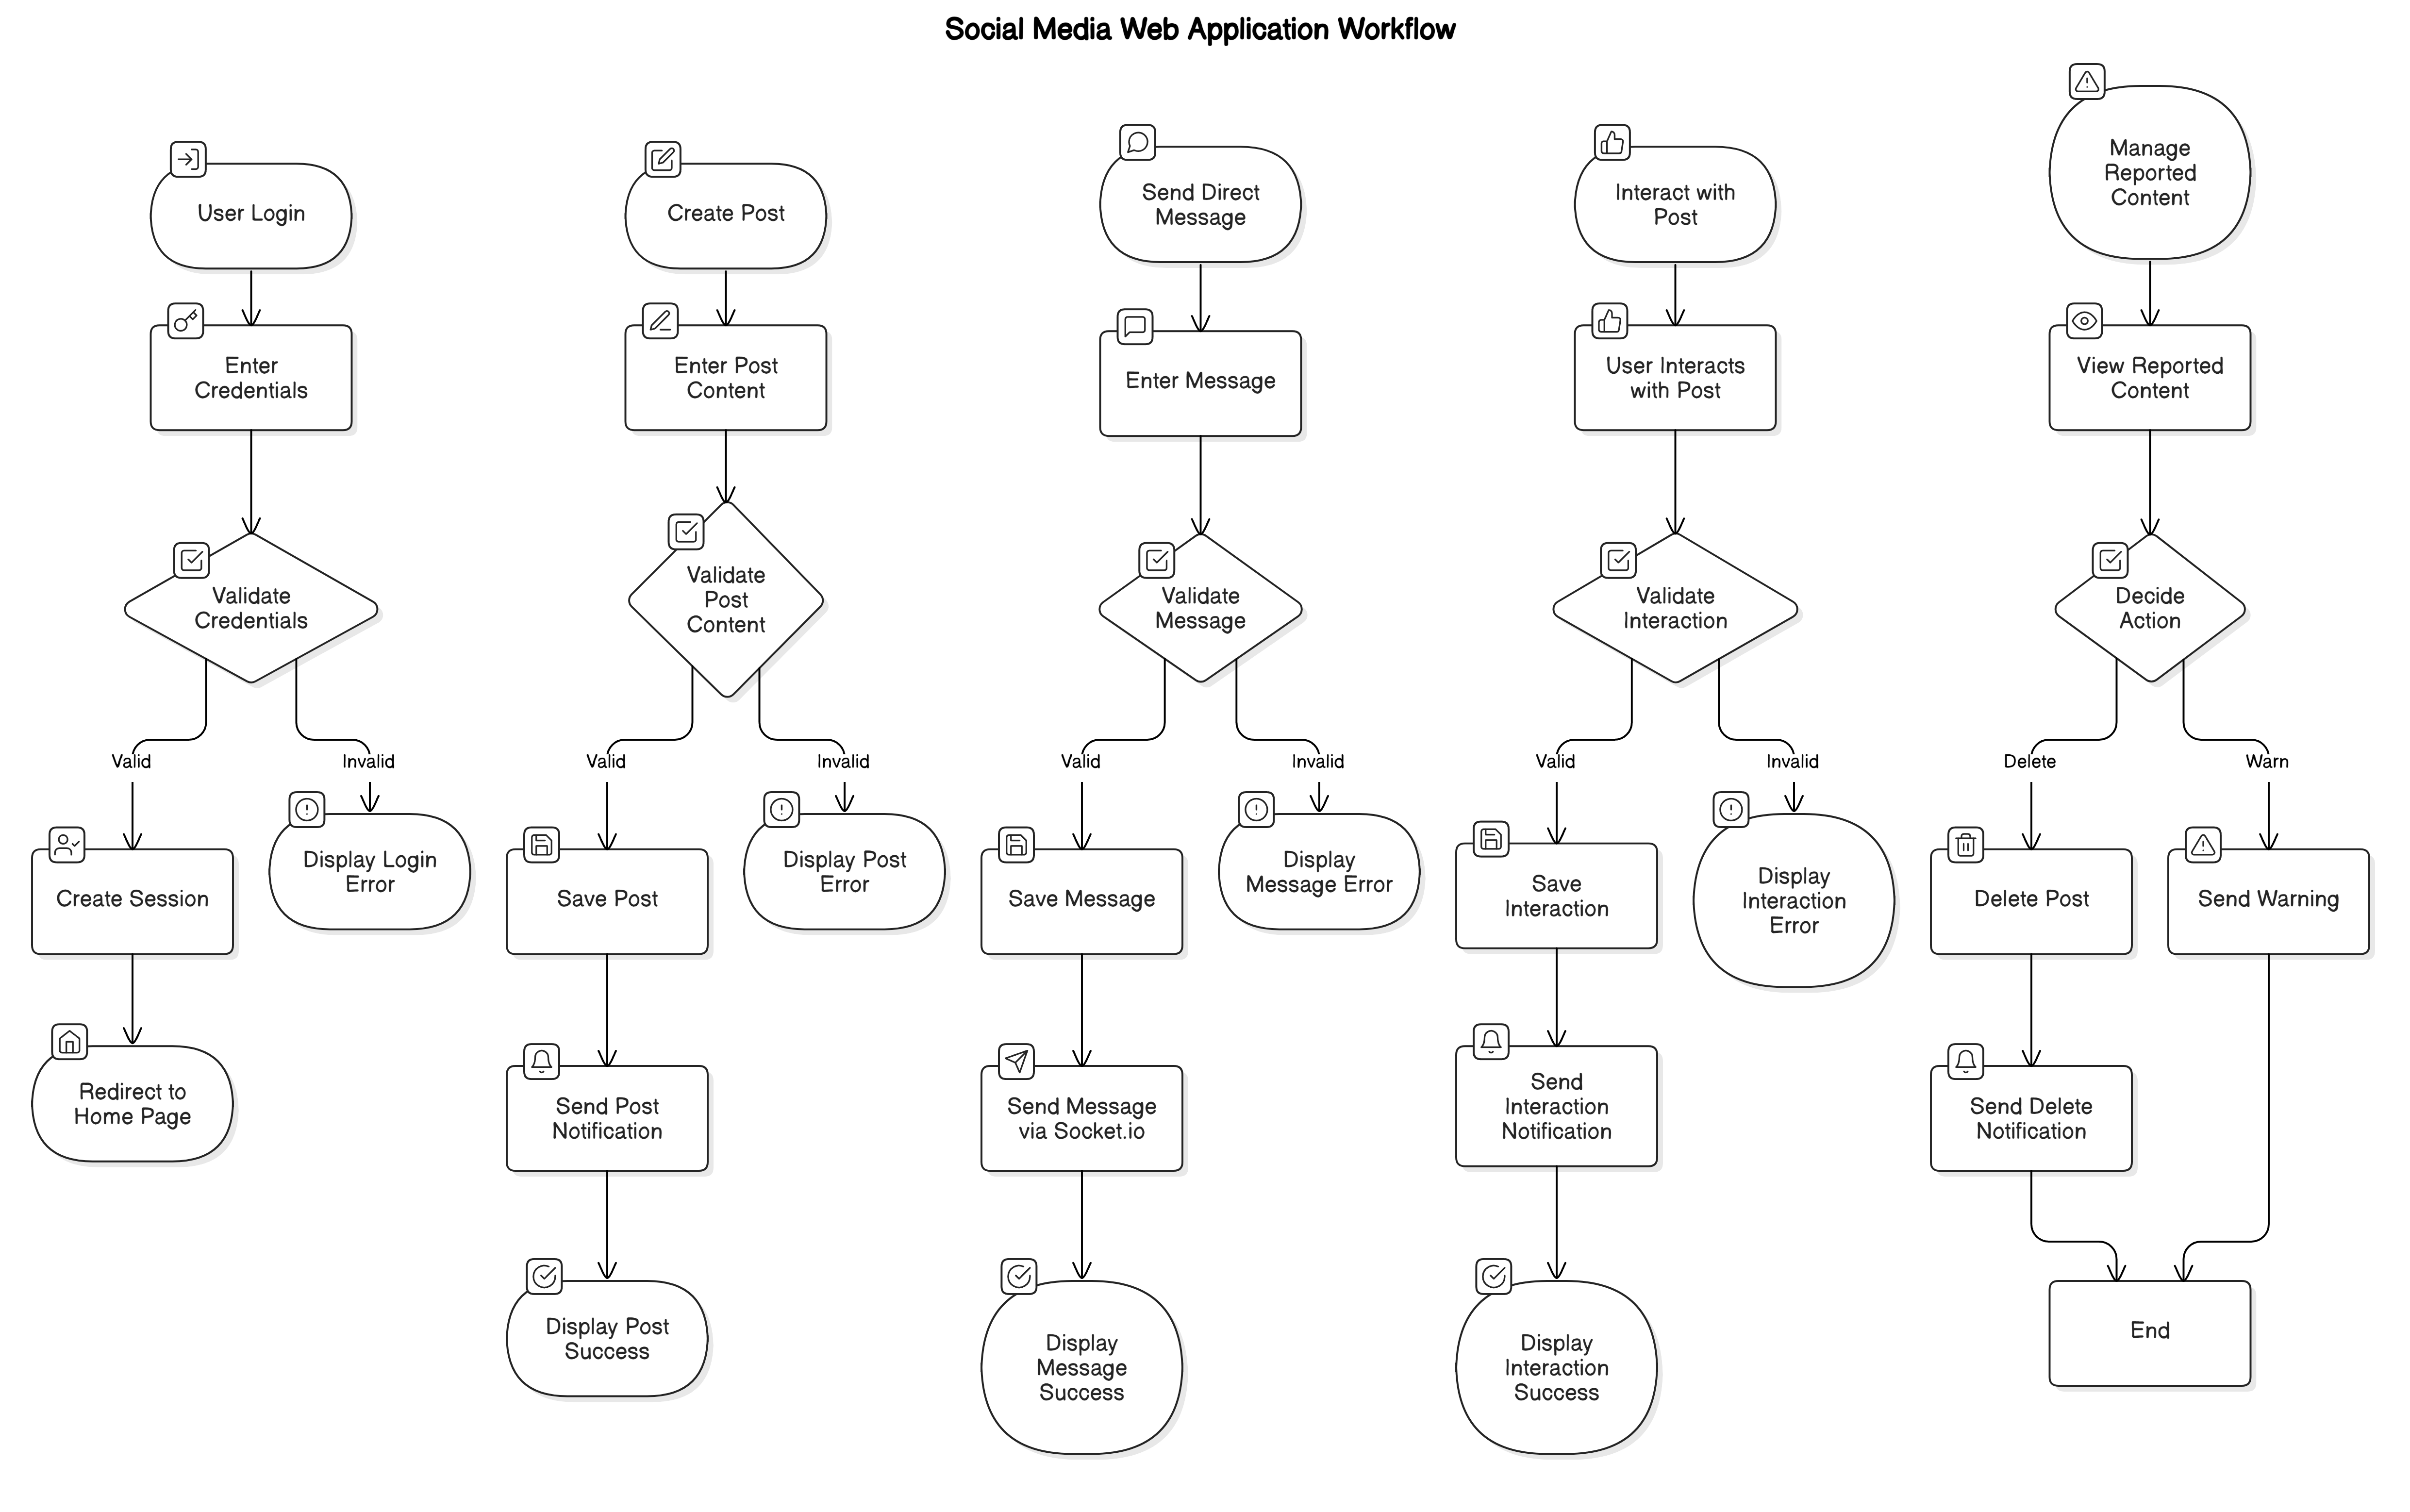 Social Media Web Application Workflow
User Login
Enter
Credentials
Validate
Credentials
Valid
Invalid
Create Session
Display Login
Error
Redirect to
Home Page
Create Post
Enter Post
Content
Validate
Post
Content
Valid
Invalid
Save Post
Display Post
Error
Send Post
Notification
Display Post
Success
Send Direct
Message
Enter Message
Validate
Message
Valid
Invalid
Save Message
Display
Message Error
Send Message
via Socket.io
Display
Message
Success
Interact with
Post
User Interacts
with Post
Validate
Interaction
Valid
Invalid
Save
Interaction
Display
Interaction
Error
Send
Interaction
Notification
Display
Interaction
Success
Manage
Reported
Content
View Reported
Content
Decide
Action
Delete
Warn
Delete Post
Send Warning
Send Delete
Notification
End